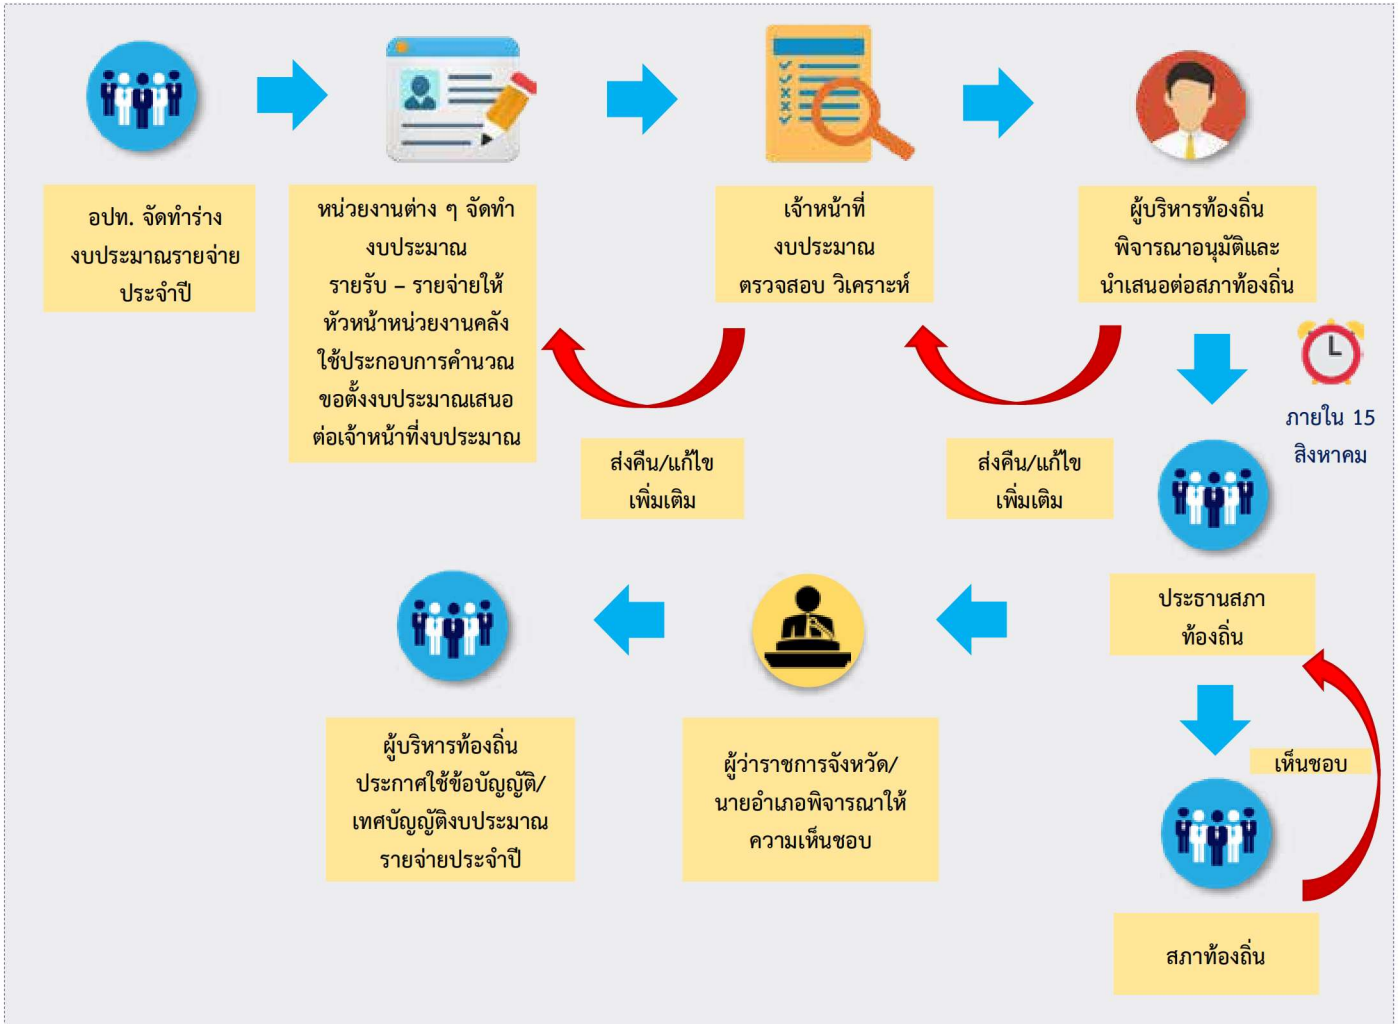 อปท. จัดทำร่าง
งบประมาณรายจ่าย
ประจำปี
หน่วยงานต่าง ๆ จัดทำ
งบประมาณ
รายรับ – รายจ่ายให้
หัวหน้าหน่วยงานคลัง
ใช้ประกอบการคำนวณ
ขอตั้งงบประมาณเสนอ
ต่อเจ้าหน้าที่งบประมาณ
เจ้าหน้าที่
งบประมาณ
ตรวจสอบ วิเคราะห์
ผู้บริหารท้องถิ่น
พิจารณาอนุมัติและ
นำเสนอต่อสภาท้องถิ่น
ส่งคืน/แก้ไข
เพิ่มเติม
ส่งคืน/แก้ไข
เพิ่มเติม
ภายใน 15
สิงหาคม
ประธานสภา
ท้องถิ่น
เห็นชอบ
สภาท้องถิ่น
ผู้ว่าราชการจังหวัด/
นายอำเภอพิจารณาให้
ความเห็นชอบ
ผู้บริหารท้องถิ่น
ประกาศใช้ข้อบัญญัติ/
เทศบัญญัติงบประมาณ
รายจ่ายประจำปี